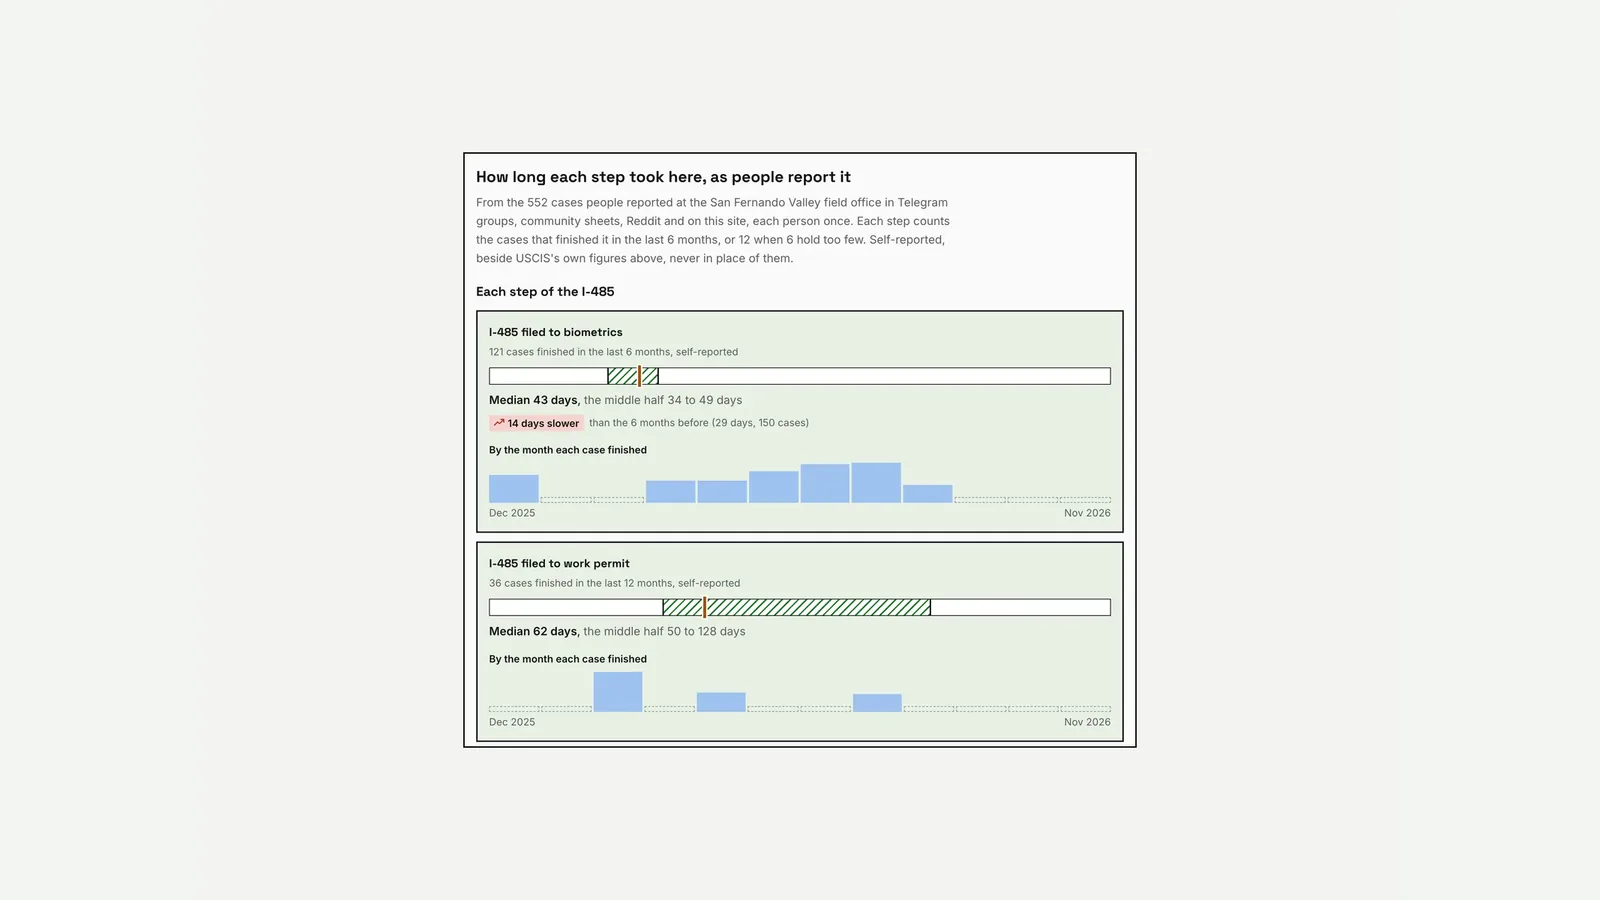 How long each step took here, as people report it
From the 552 cases people reported at the San Fernando Valley field office in Telegram
groups, community sheets, Reddit and on this site, each person once. Each step counts
the cases that finished it in the last 6 months, or 12 when 6 hold too few. Self-reported,
beside USCIS's own figures above, never in place of them.
Each step of the I-485
I-485 filed to biometrics
121 cases finished in the last 6 months, self-reported
Median 43 days, the middle half 34 to 49 days
14 days slower than the 6 months before (29 days, 150 cases)
By the month each case finished
Dec 2025 Nov 2026
I-485 filed to work permit
36 cases finished in the last 12 months, self-reported
Median 62 days, the middle half 50 to 128 days
By the month each case finished
Dec 2025 Nov 2026